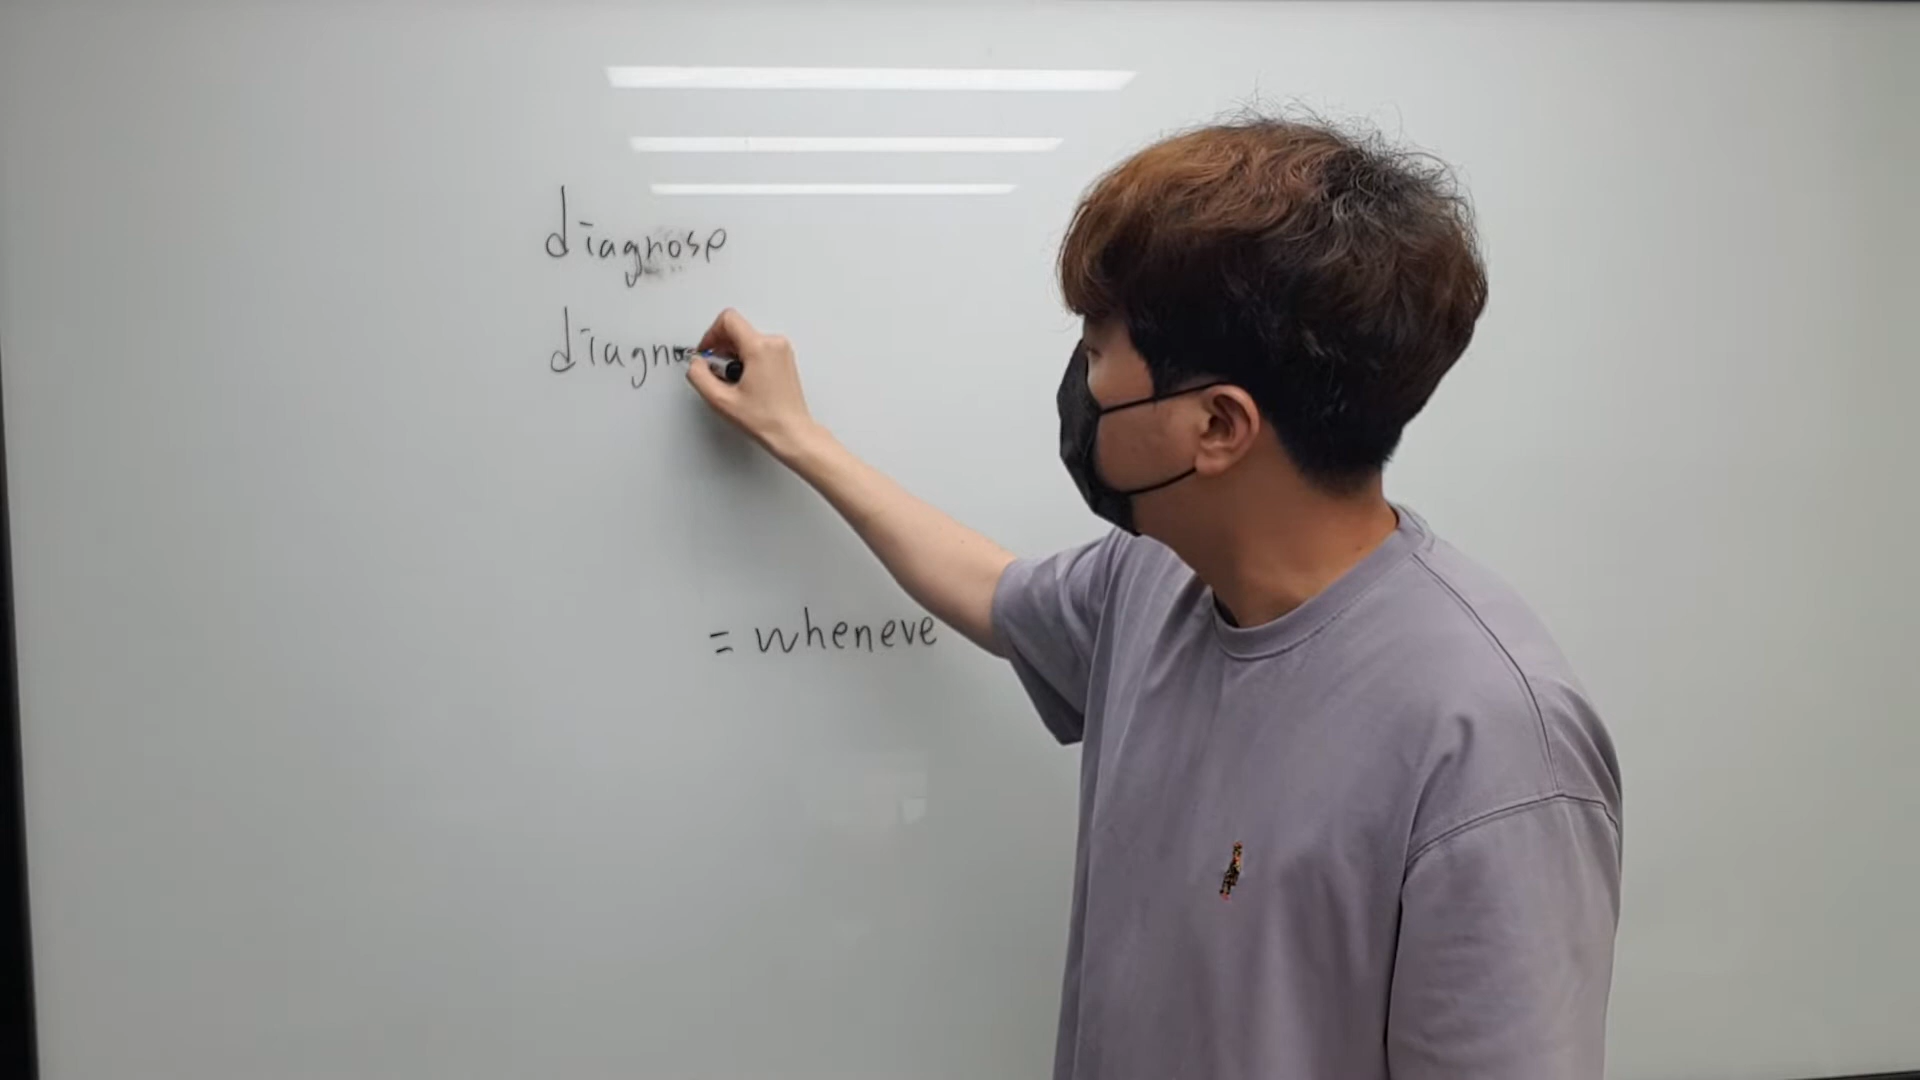 diagnose
diagno
= wheneve